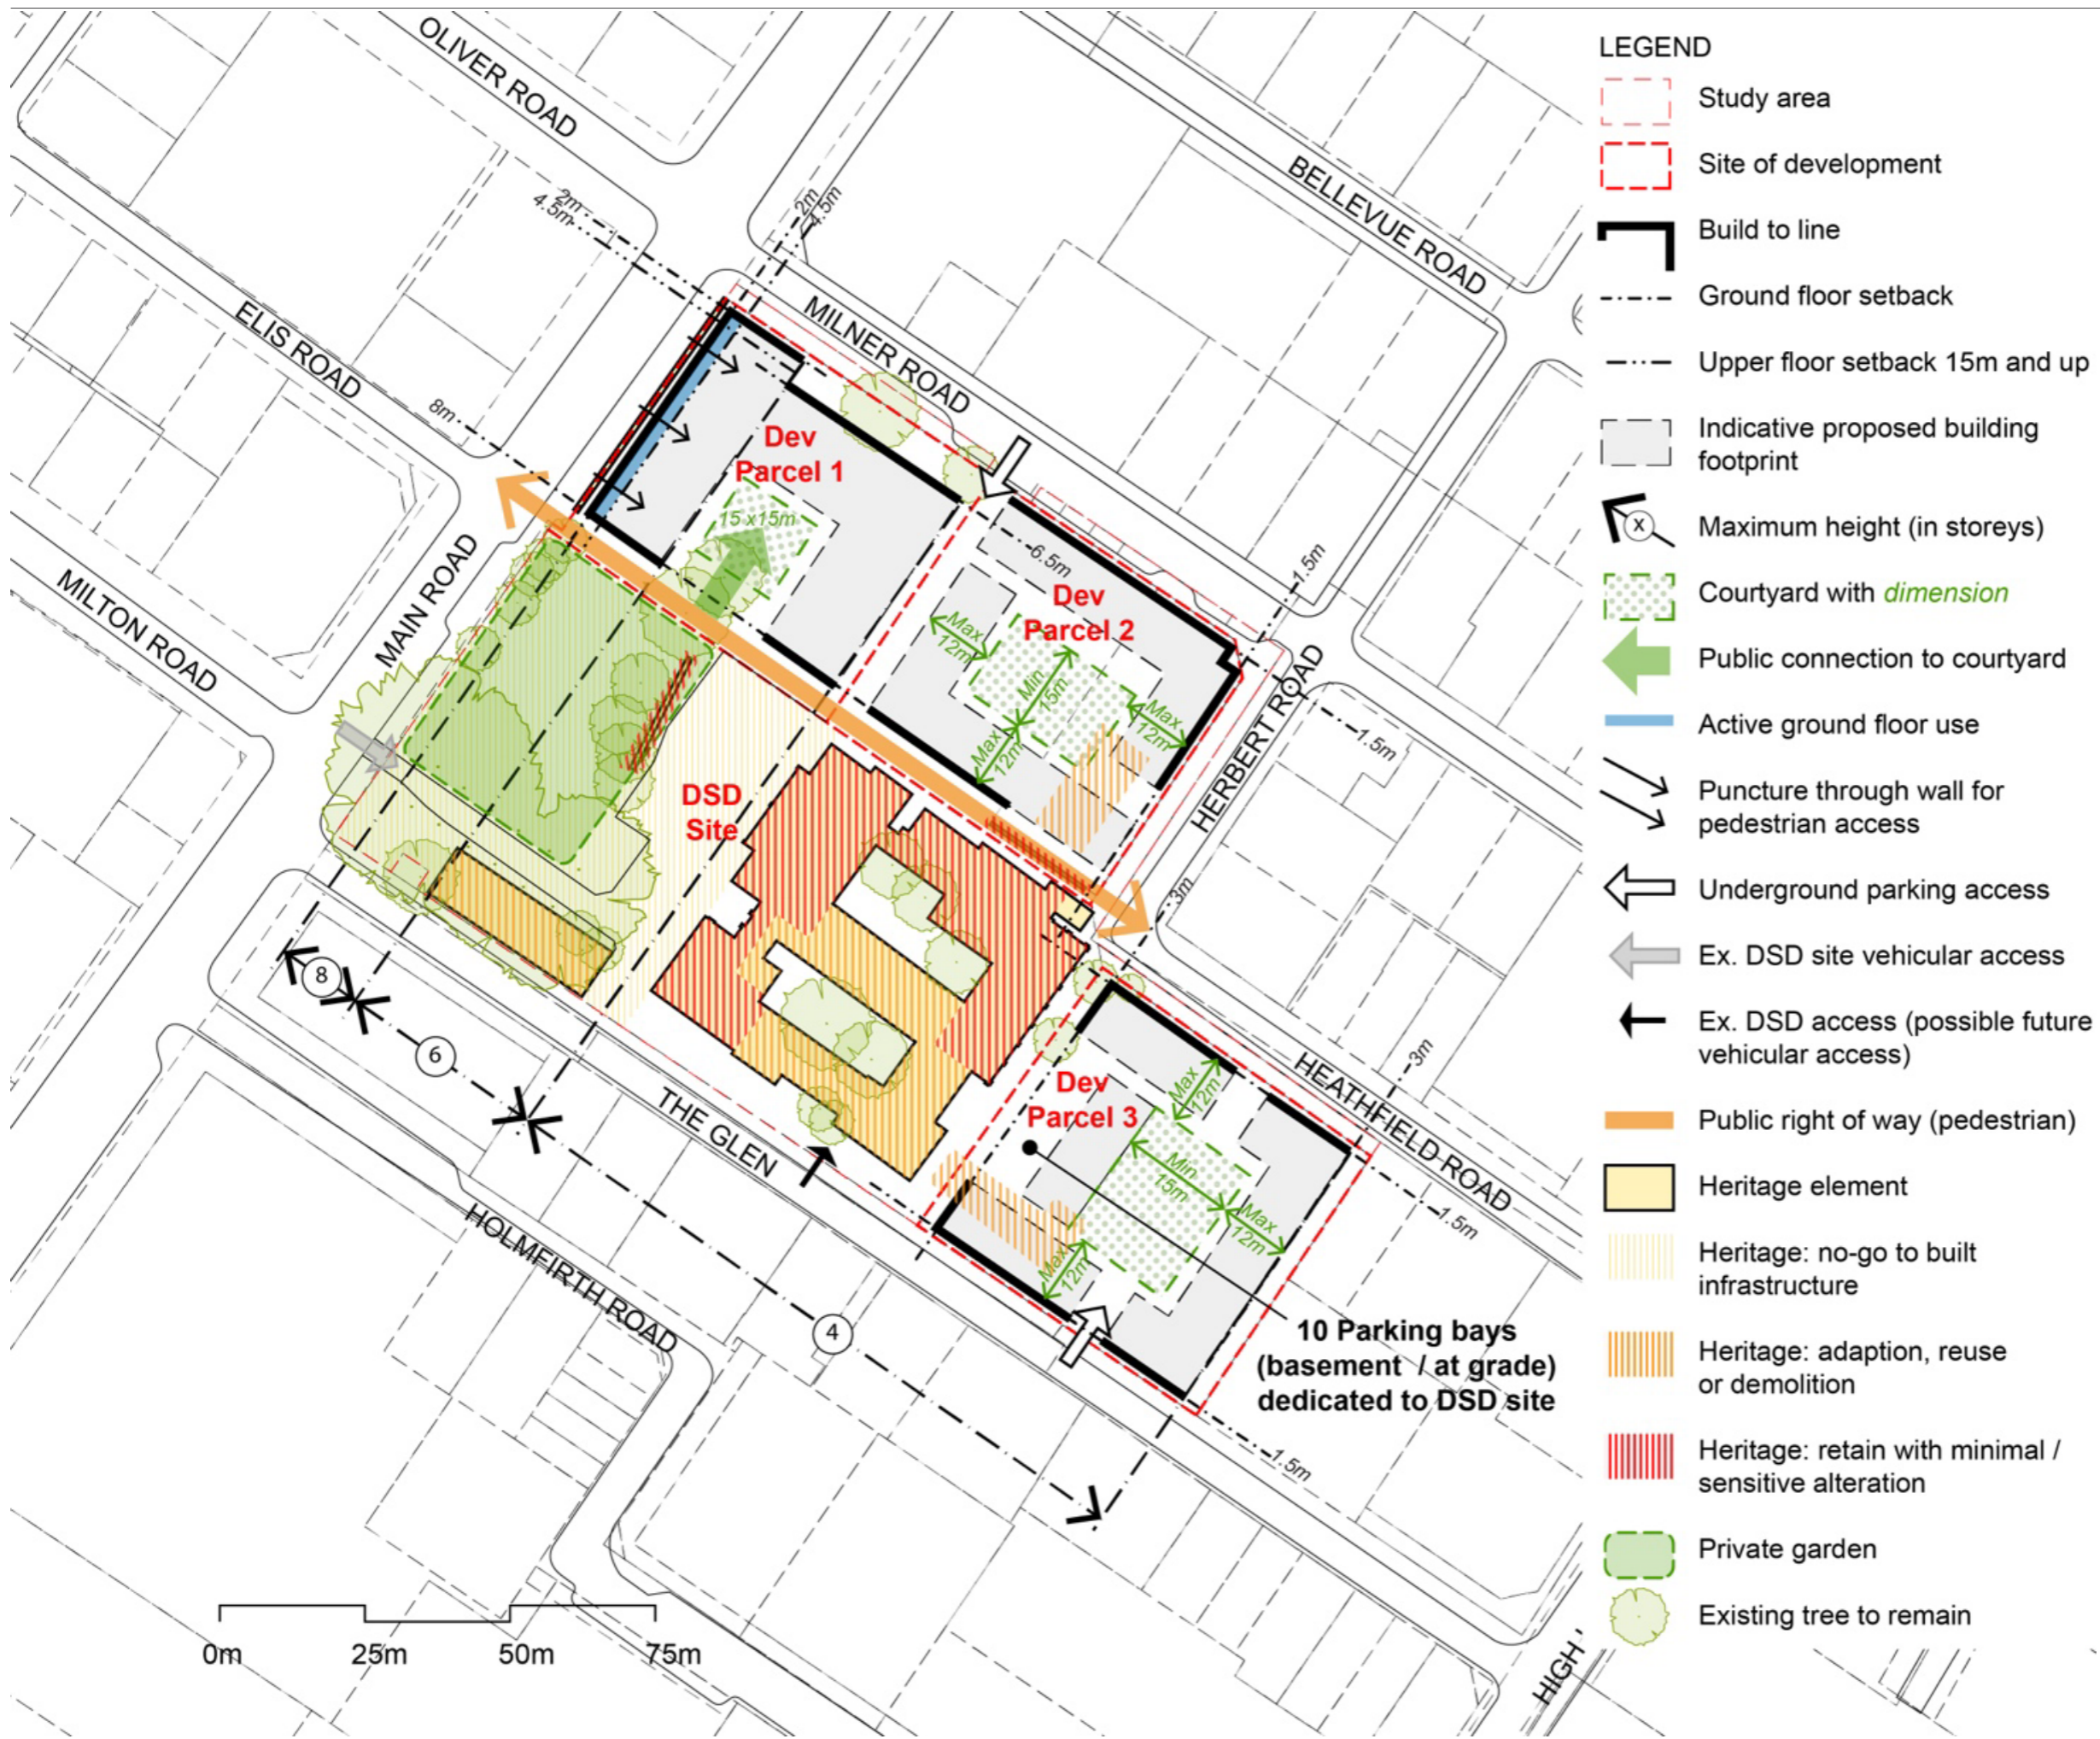 OLIVER ROAD
BELLEVUE ROAD
2m
4.5m
2m
4.5m
ELIS ROAD
MILNER ROAD
8m
MAIN ROAD
MILTON ROAD
Dev
Parcel 1
15 x15m
6.5m
1.5m
Dev
Parcel 2
Max
12m
Min
15m
Max
12m
Max
12m
HERBERT ROAD
1.5m
DSD
Site
3m
8
6
THE GLEN
HOLMFIRTH ROAD
4
Dev
Parcel 3
Max
12m
Min
15m
Max
12m
Max
12m
HEATHFIELD ROAD
3m
1.5m
10 Parking bays
(basement / at grade)
dedicated to DSD site
1.5m
HIGH
0m
25m
50m
75m
LEGEND
Study area
Site of development
Build to line
Ground floor setback
Upper floor setback 15m and up
Indicative proposed building
footprint
x
Maximum height (in storeys)
Courtyard with dimension
Public connection to courtyard
Active ground floor use
Puncture through wall for
pedestrian access
Underground parking access
Ex. DSD site vehicular access
Ex. DSD access (possible future
vehicular access)
Public right of way (pedestrian)
Heritage element
Heritage: no-go to built
infrastructure
Heritage: adaption, reuse
or demolition
Heritage: retain with minimal /
sensitive alteration
Private garden
Existing tree to remain